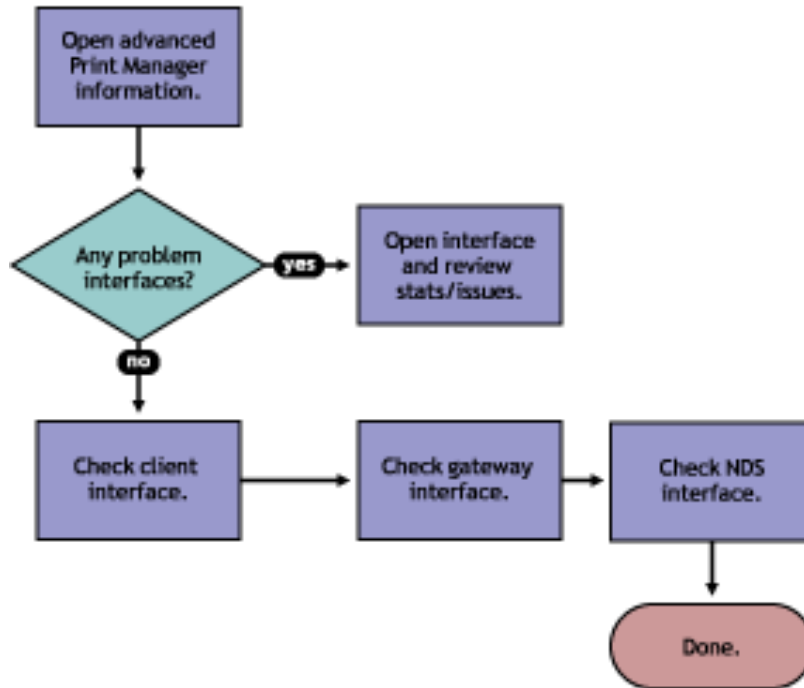 Open advanced
Print Manager
information.
Any problem
interfaces?
yes
Open interface
and review
stats/issues.
no
Check client
interface.
Check gateway
interface.
Check NDS
interface.
Done.